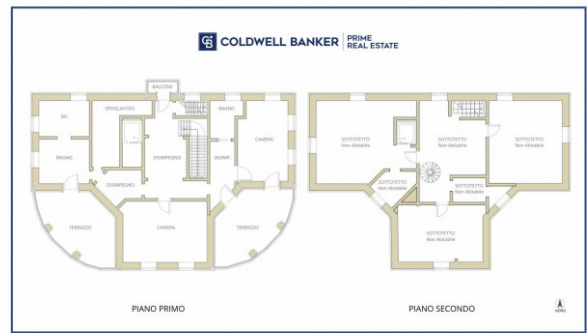 COLDWELL BANKER
PRIME
REAL ESTATE
BALCONE
WC
SPOGLIATOIO
BAGNO
CAMERA
BAGNO
DISIMPEGNO
DISIMP
DISIMPEGNO
TERRAZZO
CAMERA
TERRAZZO
SOTTOTETTO
Non Abitabile
SOTTOTETTO
Non Abitabile
SOTTOTETTO
Non Abitabile
SOTTOTETTO
Non Abitabile
SOTTOTETTO
Non Abitabile
SOTTOTETTO
Non Abitabile
PIANO PRIMO
PIANO SECONDO
NORD